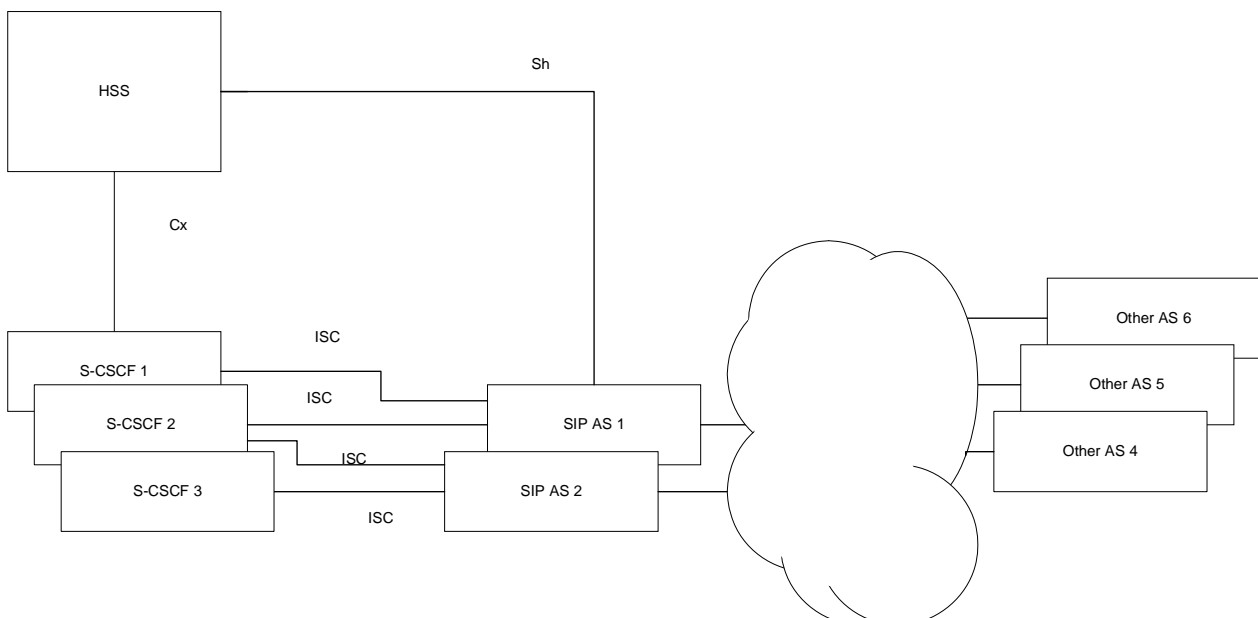 Sh
HSS
Cx
ISC
S-CSCF 1
Other AS 6
ISC
Other AS 5
S-CSCF 2
SIP AS 1
Other AS 4
ISC
S-CSCF 3
SIP AS 2
ISC